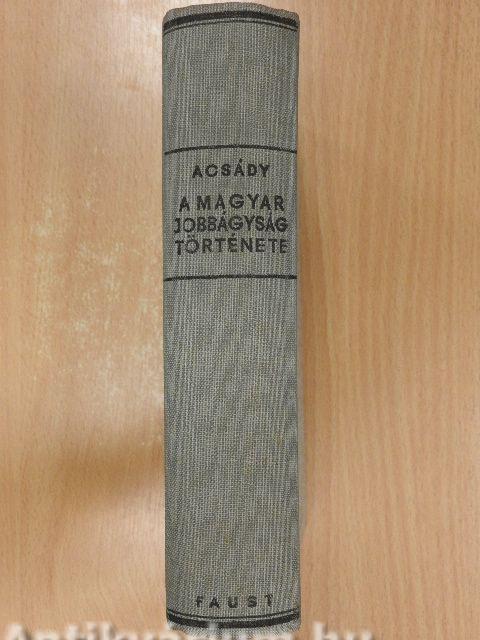 ACSÁDY
A MAGYAR
JOBBÁGYSÁG
TÖRTÉNETE
FAUST